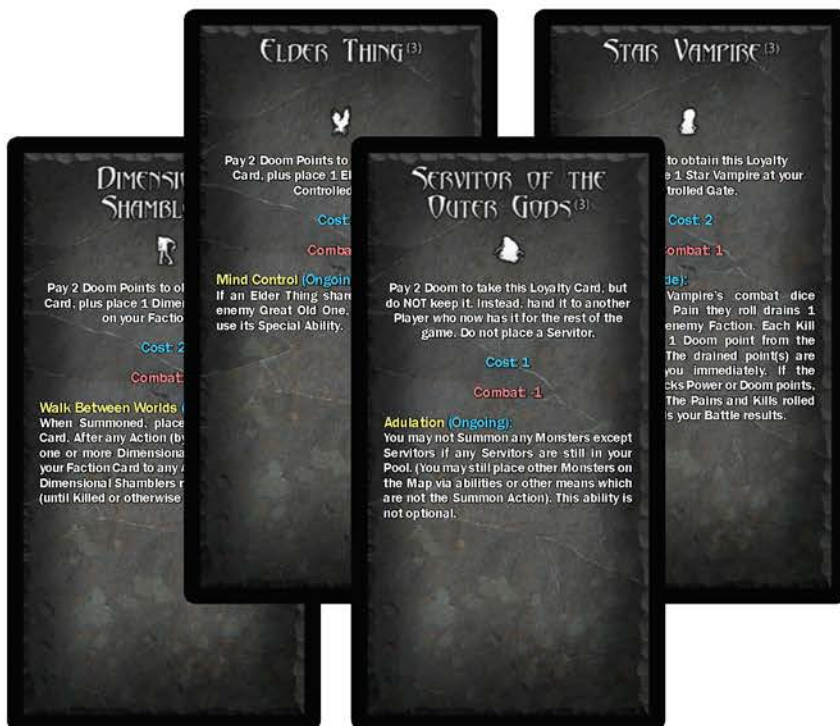 DIMENSIO
SHAMBL
Pay 2 Doom Points to ob
Card, plus place 1 Dimen
on your Factio
Cost: 2
Combat:
Walk Between Worlds (
When Summoned, place
Card. After any Action (by
one or more Dimensional
your Faction Card to any A
Dimensional Shamblers r
(until Killed or otherwise
ELDER THING (3)
Pay 2 Doom Points to
Card, plus place 1 El
Controlled
Cost:
Combat
Mind Control (Ongoin
If an Elder Thing share
enemy Great Old One,
use its Special Ability.
SERVITOR OF THE
OUTER GODS (3)
Pay 2 Doom to take this Loyalty Card, but
do NOT keep it. Instead, hand it to another
Player who now has it for the rest of the
game. Do not place a Servitor.
Cost: 1
Combat: -1
Adulation (Ongoing):
You may not Summon any Monsters except
Servitors if any Servitors are still in your
Pool. (You may still place other Monsters on
the Map via abilities or other means which
are not the Summon Action). This ability is
not optional.
STAR VAMPIRE (3)
to obtain this Loyalty
e 1 Star Vampire at your
trolled Gate.
Cost: 2
ombat: 1
tle):
Vampire's combat dice
Pain they roll drains 1
enemy Faction. Each Kill
1 Doom point from the
The drained point(s) are
you immediately. If the
cks Power or Doom points,
The Pains and Kills rolled
s your Battle results.